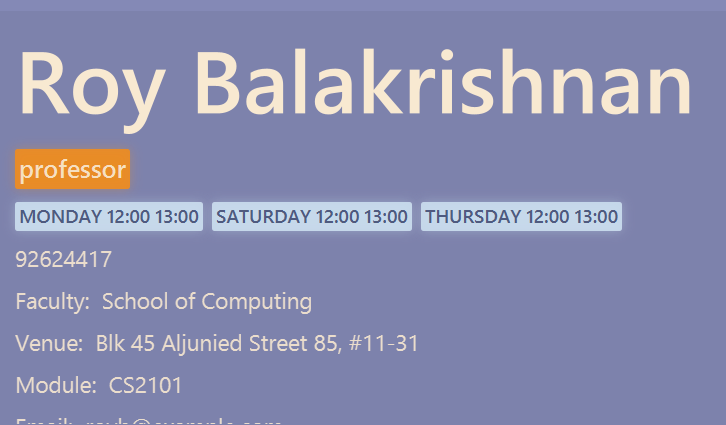 Roy Balakrishnan
professor
MONDAY 12:00 13:00 SATURDAY 12:00 13:00 THURSDAY 12:00 13:00
92624417
Faculty: School of Computing
Venue: Blk 45 Aljunied Street 85, #11-31
Module: CS2101